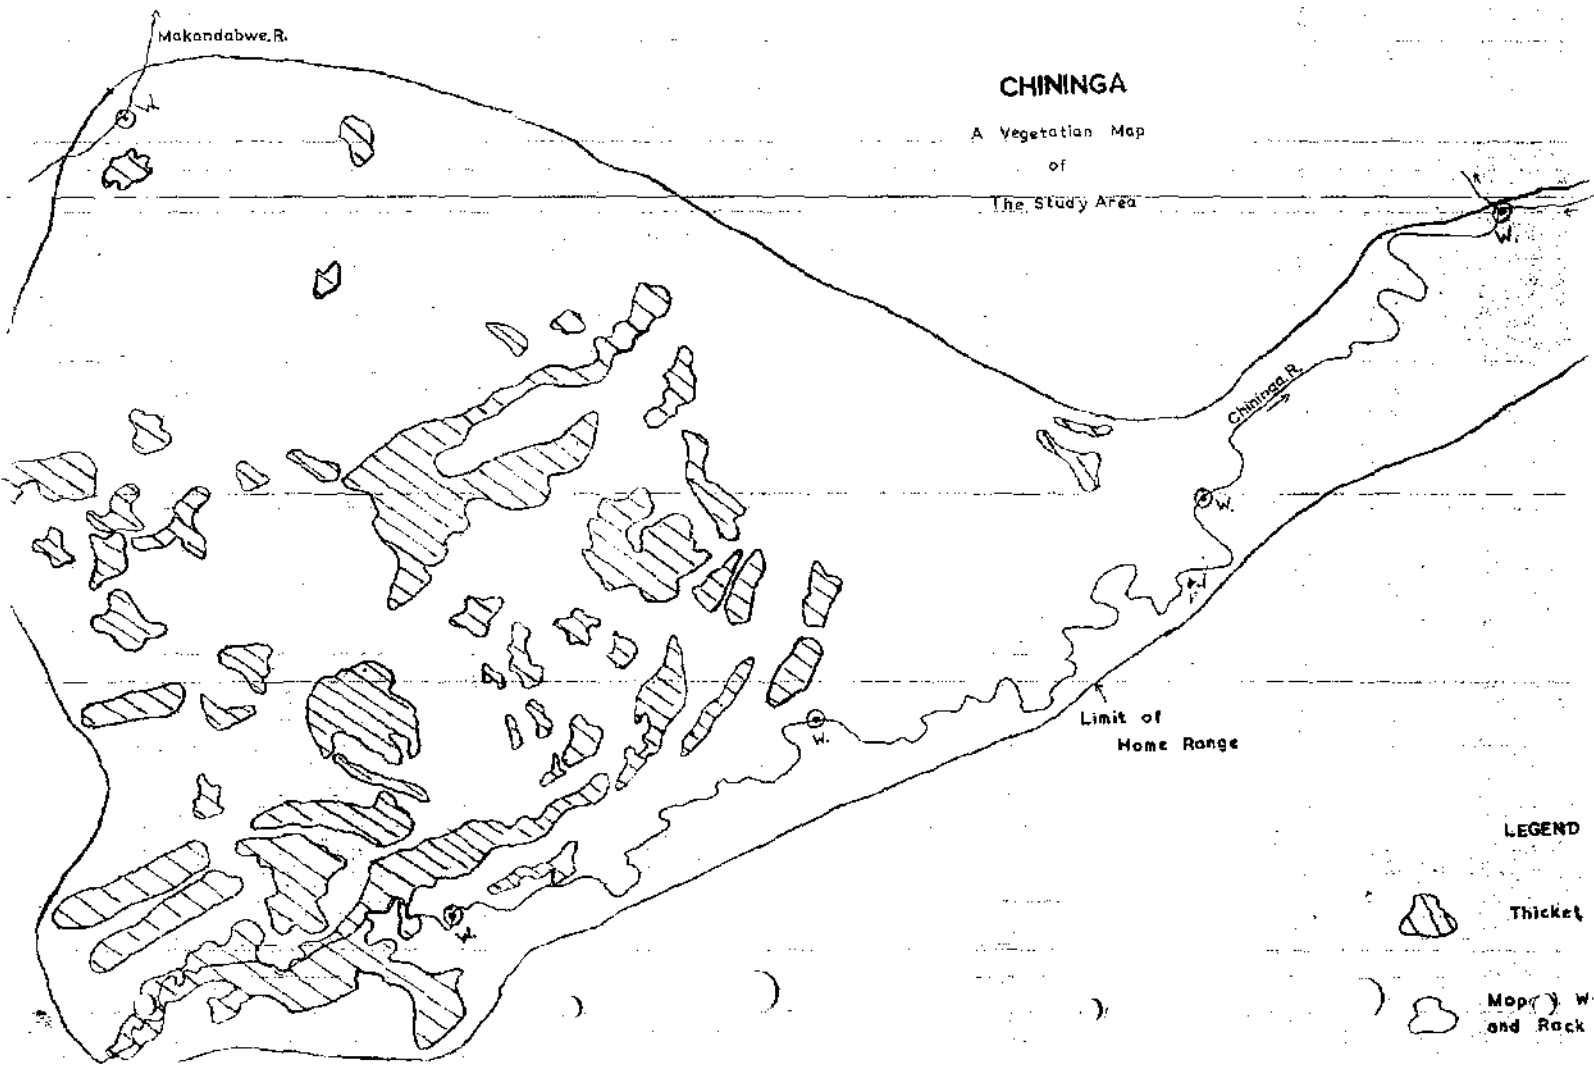 Makandabwe.R.
W.
CHININGA
A Vegetation Map
of
The Study Area
W.
Chininga R.
W.
W.
Limit of
Home Range
W.
W.
LEGEND
Thicket
W
and Rock